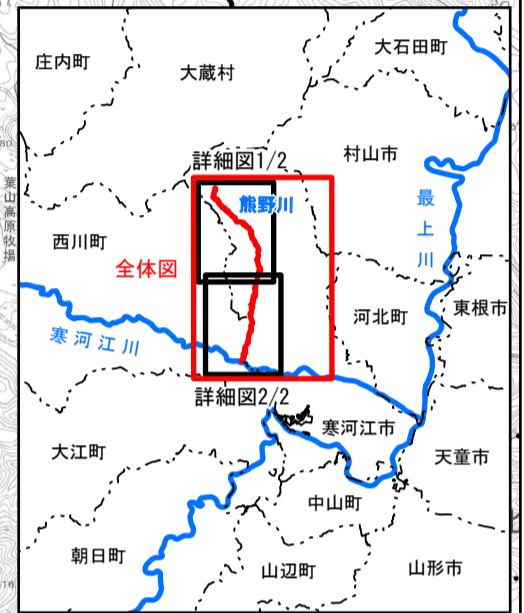 庄内町
大蔵村
大石田町
詳細図1/2
村山市
熊野川
最上川
葉山高原牧場
西川町
全体図
河北町
東根市
寒河江川
詳細図2/2
寒河江市
大江町
天童市
中山町
朝日町
山辺町
山形市